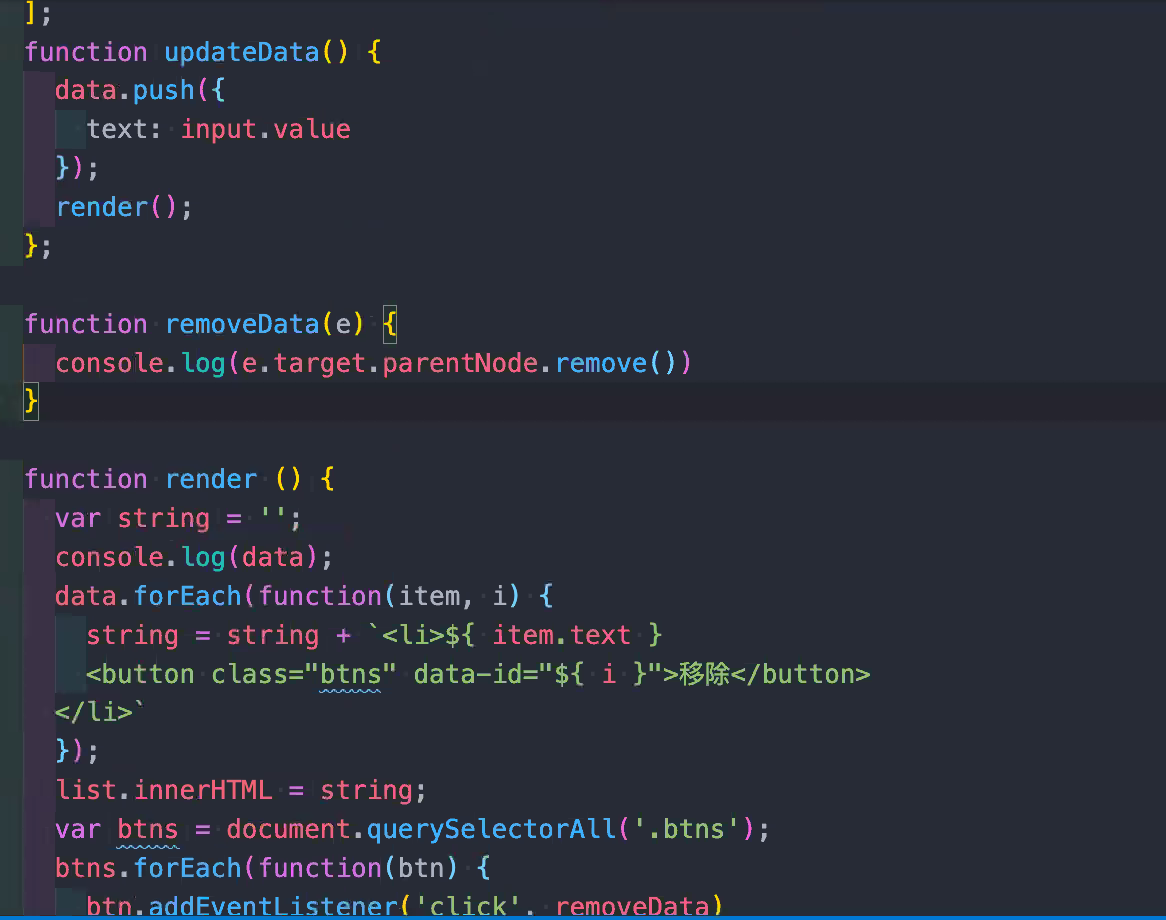 ];
function updateData() {
  data.push({
    text: input.value
  });
  render();
};

function removeData(e) {
  console.log(e.target.parentNode.remove())
}

function render () {
  var string = '';
  console.log(data);
  data.forEach(function(item, i) {
    string = string + `<li>${ item.text }
    <button class="btns" data-id="${ i }">移除</button>
  </li>`
  });
  list.innerHTML = string;
  var btns = document.querySelectorAll('.btns');
  btns.forEach(function(btn) {
    btn.addEventListener('click', removeData)